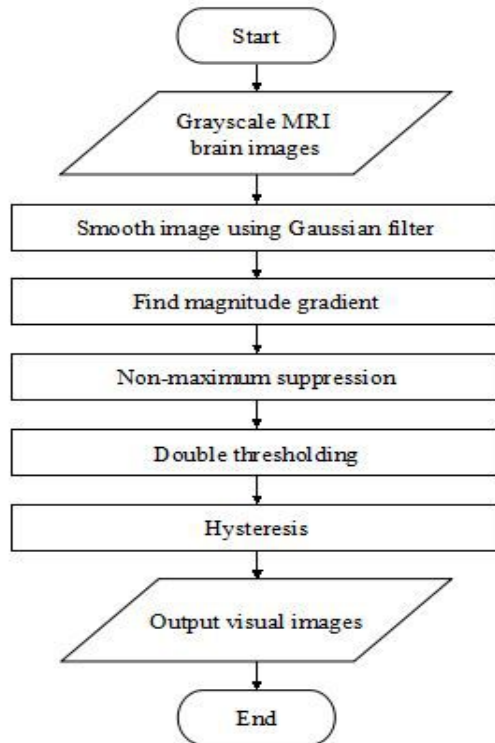 Start
Grayscale MRI
brain images
Smooth image using Gaussian filter
Find magnitude gradient
Non-maximum suppression
Double thresholding
Hysteresis
Output visual images
End